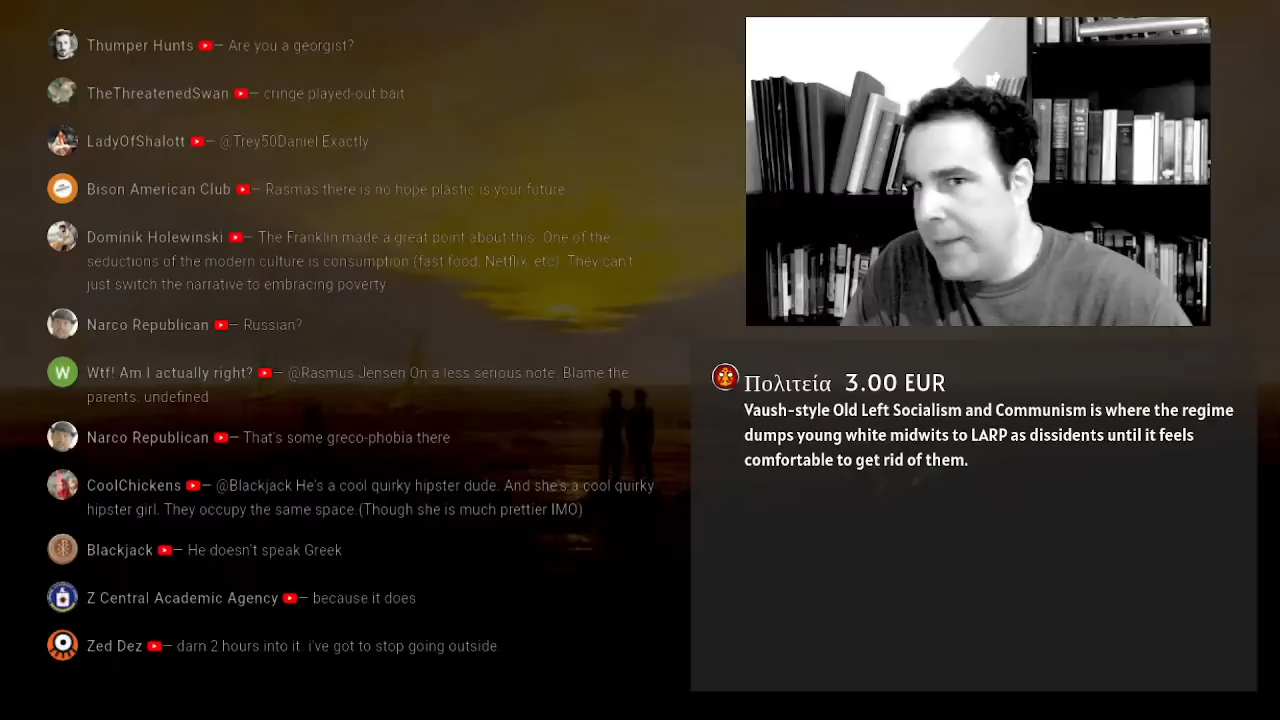 Thumper Hunts — Are you a georgist?
TheThreatenedSwan — cringe played-out bait
LadyOfShalott — @Trey50Daniel Exactly
Bison American Club — Rasmas there is no hope plastic is your future
Dominik Holewinski — The Franklin made a great point about this. One of the
seductions of the modern culture is consumption (fast food, Netflix, etc). They can't
just switch the narrative to embracing poverty
Narco Republican — Russian?
W
Wtf! Am I actually right? — @Rasmus Jensen On a less serious note. Blame the
parents. undefined
Narco Republican — That's some greco-phobia there
CoolChickens — @Blackjack He's a cool quirky hipster dude. And she's a cool quirky
hipster girl. They occupy the same space.(Though she is much prettier IMO)
Blackjack — He doesn't speak Greek
Z Central Academic Agency — because it does
Zed Dez — darn 2 hours into it. i've got to stop going outside.
Πολιτεία 3.00 EUR
Vaush-style Old Left Socialism and Communism is where the regime
dumps young white midwits to LARP as dissidents until it feels
comfortable to get rid of them.